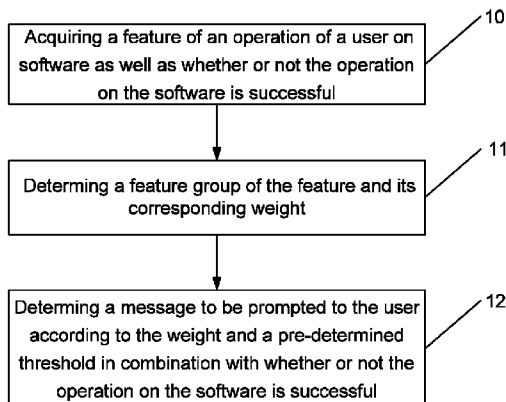 10
Acquiring a feature of an operation of a user on
software as well as whether or not the operation
on the software is successful
11
Determining a feature group of the feature and its
corresponding weight
12
Determining a message to be prompted to the user
according to the weight and a pre-determined
threshold in combination with whether or not the
operation on the software is successful